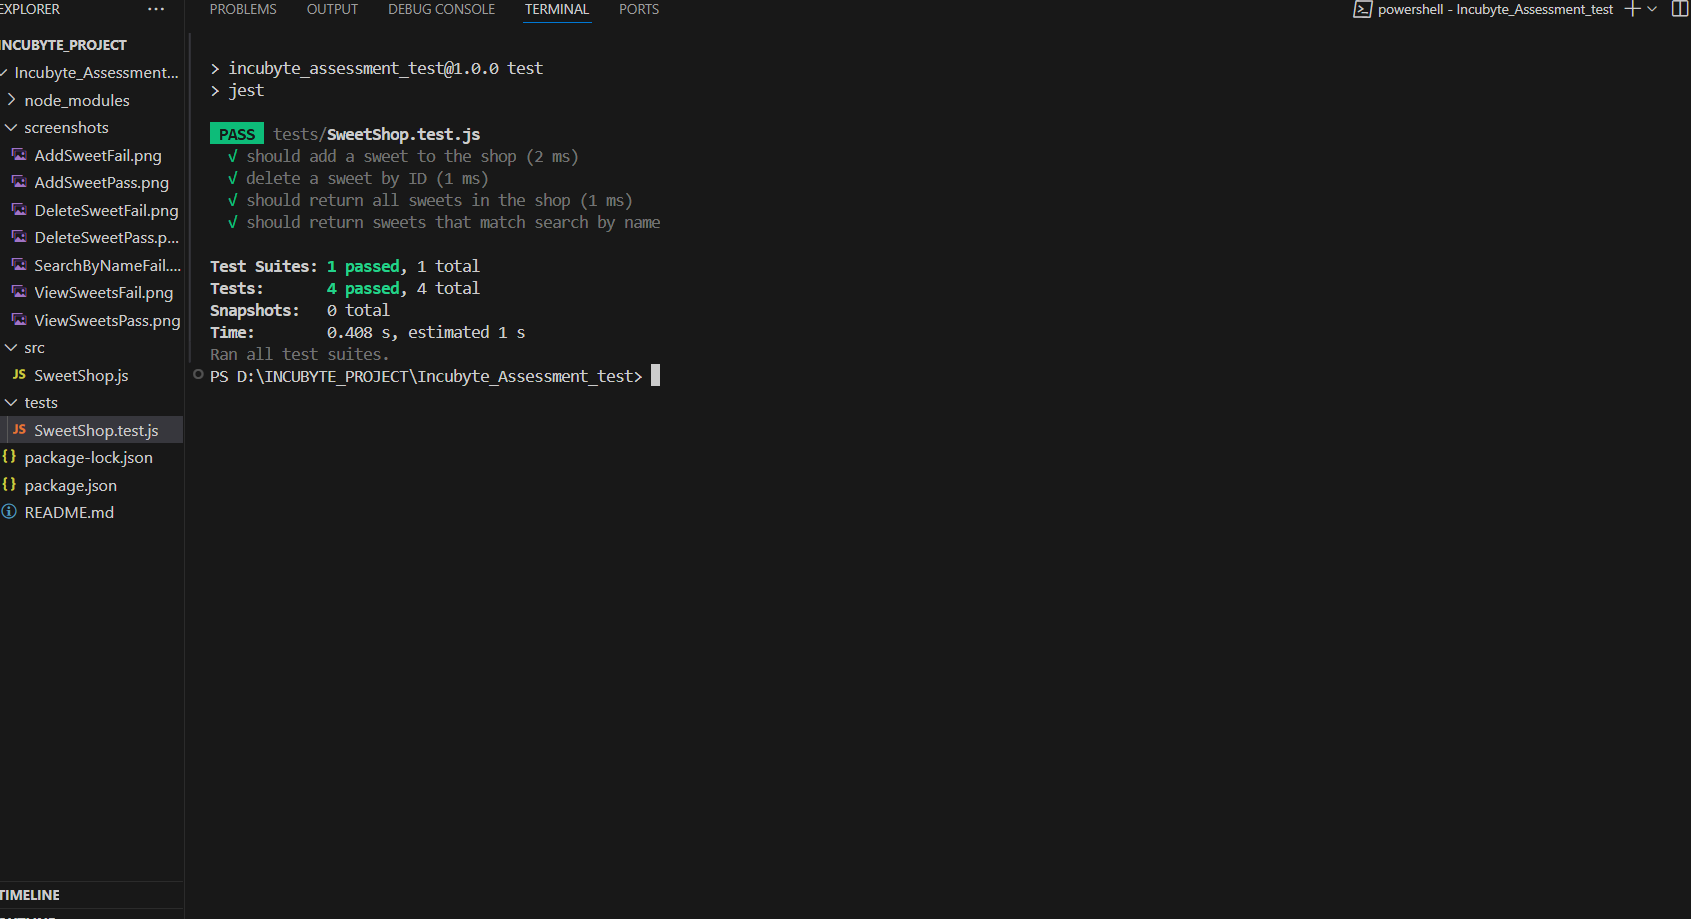 EXPLORER ···
INCUBYTE_PROJECT
Incubyte_Assessment...
node_modules
screenshots
AddSweetFail.png
AddSweetPass.png
DeleteSweetFail.png
DeleteSweetPass.p...
SearchByNameFail....
ViewSweetsFail.png
ViewSweetsPass.png
src
JS SweetShop.js
tests
JS SweetShop.test.js
{} package-lock.json
{} package.json
README.md
TIMELINE
PROBLEMS OUTPUT DEBUG CONSOLE TERMINAL PORTS
powershell - Incubyte_Assessment_test
> incubyte_assessment_test@1.0.0 test
> jest
PASS tests/SweetShop.test.js
√ should add a sweet to the shop (2 ms)
√ delete a sweet by ID (1 ms)
√ should return all sweets in the shop (1 ms)
√ should return sweets that match search by name
Test Suites: 1 passed, 1 total
Tests: 4 passed, 4 total
Snapshots: 0 total
Time: 0.408 s, estimated 1 s
Ran all test suites.
PS D:\INCUBYTE_PROJECT\Incubyte_Assessment_test>